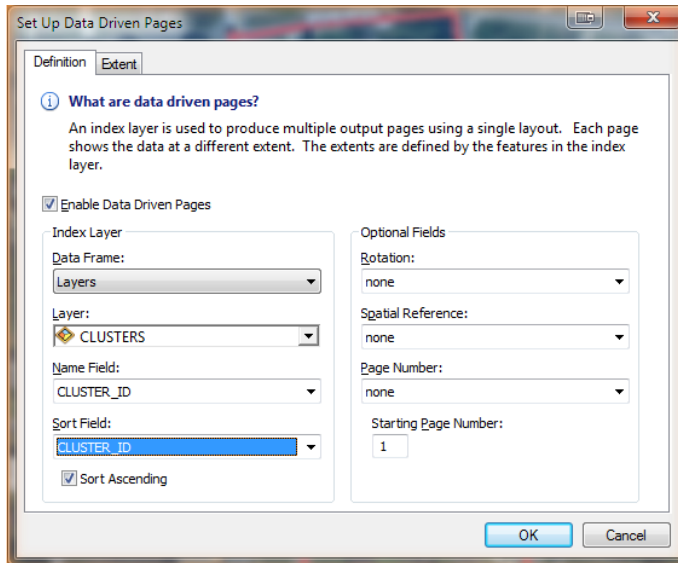 Set Up Data Driven Pages
Definition
Extent
What are data driven pages?
An index layer is used to produce multiple output pages using a single layout. Each page
shows the data at a different extent. The extents are defined by the features in the index
layer.
Enable Data Driven Pages
Index Layer
Data Frame:
Layers
Layer:
CLUSTERS
Name Field:
CLUSTER_ID
Sort Field:
CLUSTER_ID
Sort Ascending
Optional Fields
Rotation:
none
Spatial Reference:
none
Page Number:
none
Starting Page Number:
1
OK
Cancel